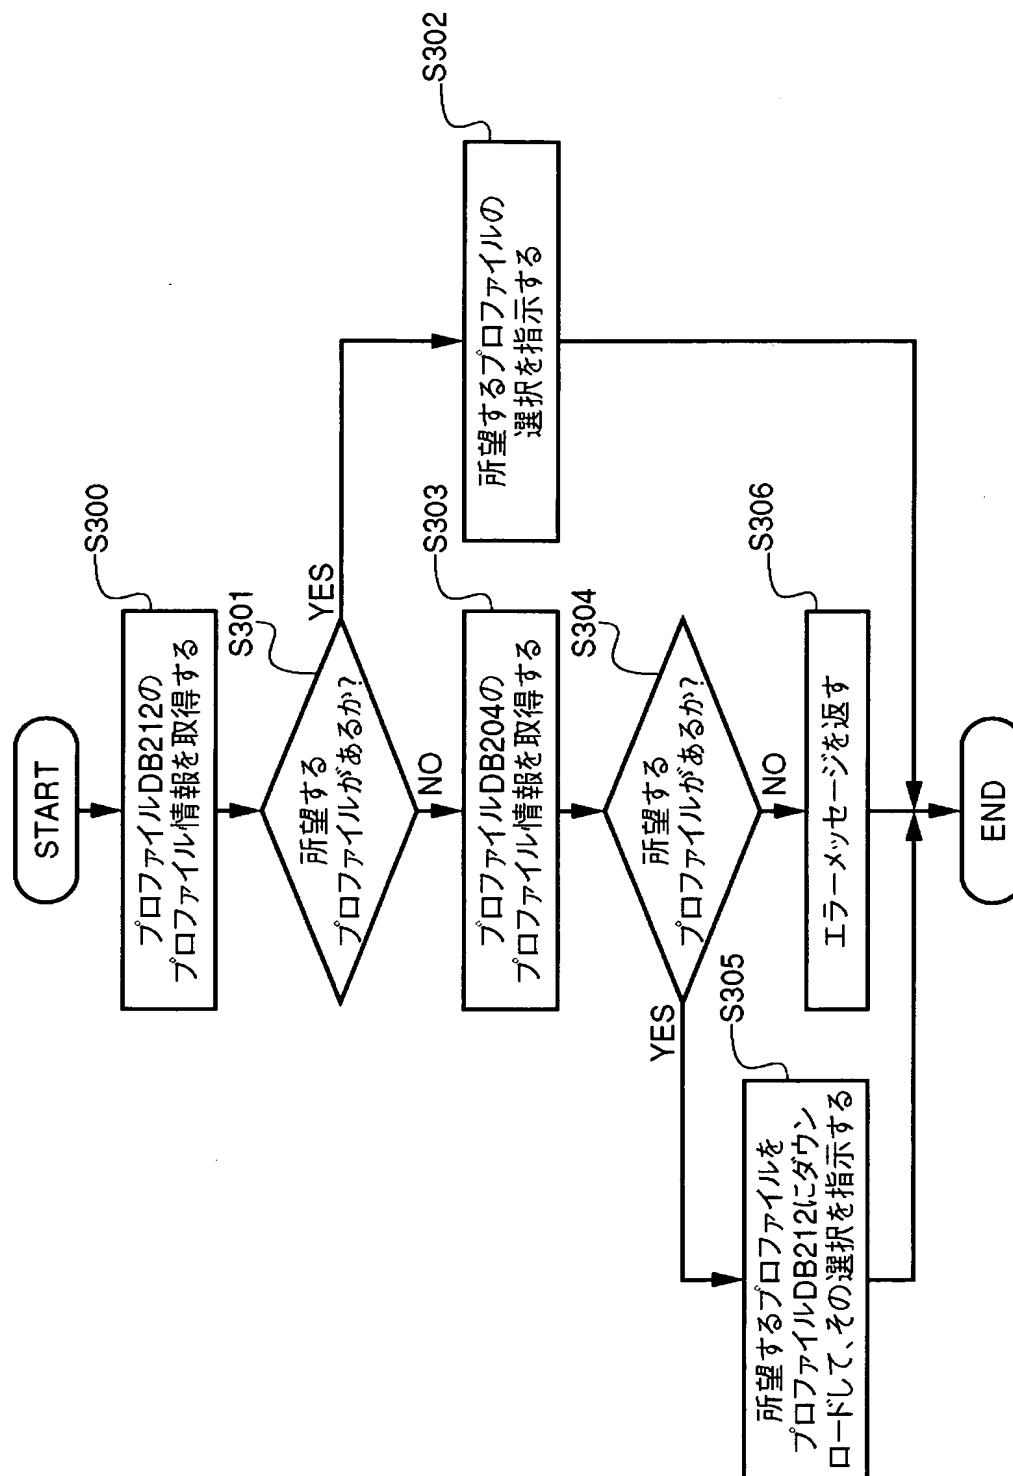 START
S300
プロファイルDB212の
プロファイル情報を取得する
S301
所望する
プロファイルがあるか?
YES
NO
S302
所望するプロファイルの
選択を指示する
S303
プロファイルDB204の
プロファイル情報を取得する
S304
所望する
プロファイルがあるか?
YES
NO
S305
所望するプロファイルを
プロファイルDB212にダウン
ロードして、その選択を指示する
S306
エラーメッセージを返す
END